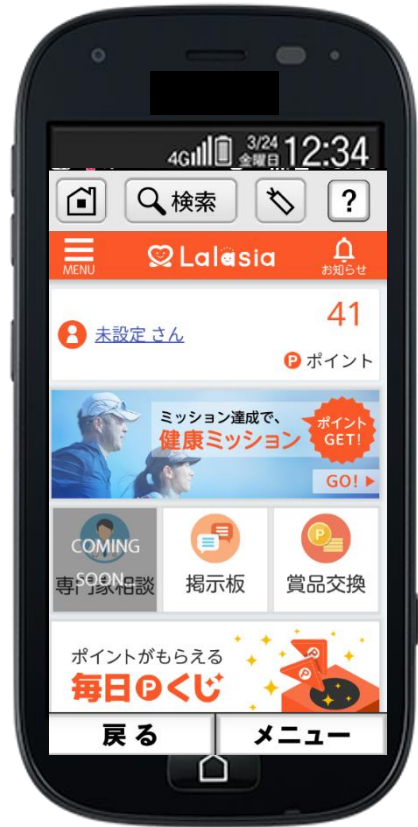 4G 3/24 金曜日 12:34
検索 ?
MENU Lalasia お知らせ
41
未設定 さん
P ポイント
ミッション達成で、
健康ミッション
ポイント
GET!
GO!
COMING
SOON...
専門家相談 掲示板 賞品交換
P
ポイントがもらえる
毎日Pくじ
戻る メニュー